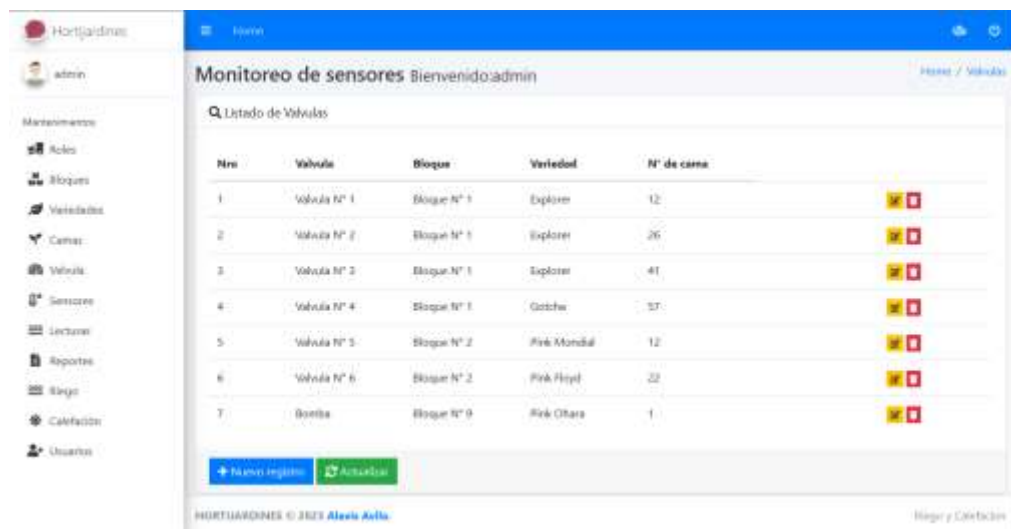 Hortijardines
Home
admin
Monitoreo de sensores Bienvenido:admin
Home / Valvulas
Mantenimientos
Roles
Bloques
Variedades
Camas
Valvula
Sensores
Lecturas
Reportes
Riego
Calefación
Usuarios
Listado de Valvulas
Nro Valvula Bloque Variedad N° de cama
1 Valvula N° 1 Bloque N° 1 Explorer 12
2 Valvula N° 2 Bloque N° 1 Explorer 26
3 Valvula N° 3 Bloque N° 1 Explorer 41
4 Valvula N° 4 Bloque N° 1 Gotcha 57
5 Valvula N° 5 Bloque N° 2 Pink Mondial 12
6 Valvula N° 6 Bloque N° 2 Pink Floyd 22
7 Bomba Bloque N° 9 Pink Ohara 1
Nuevo registro Actualizar
HORTIJARDINES © 2023 Alexis Avila.
Riego y Calefacion